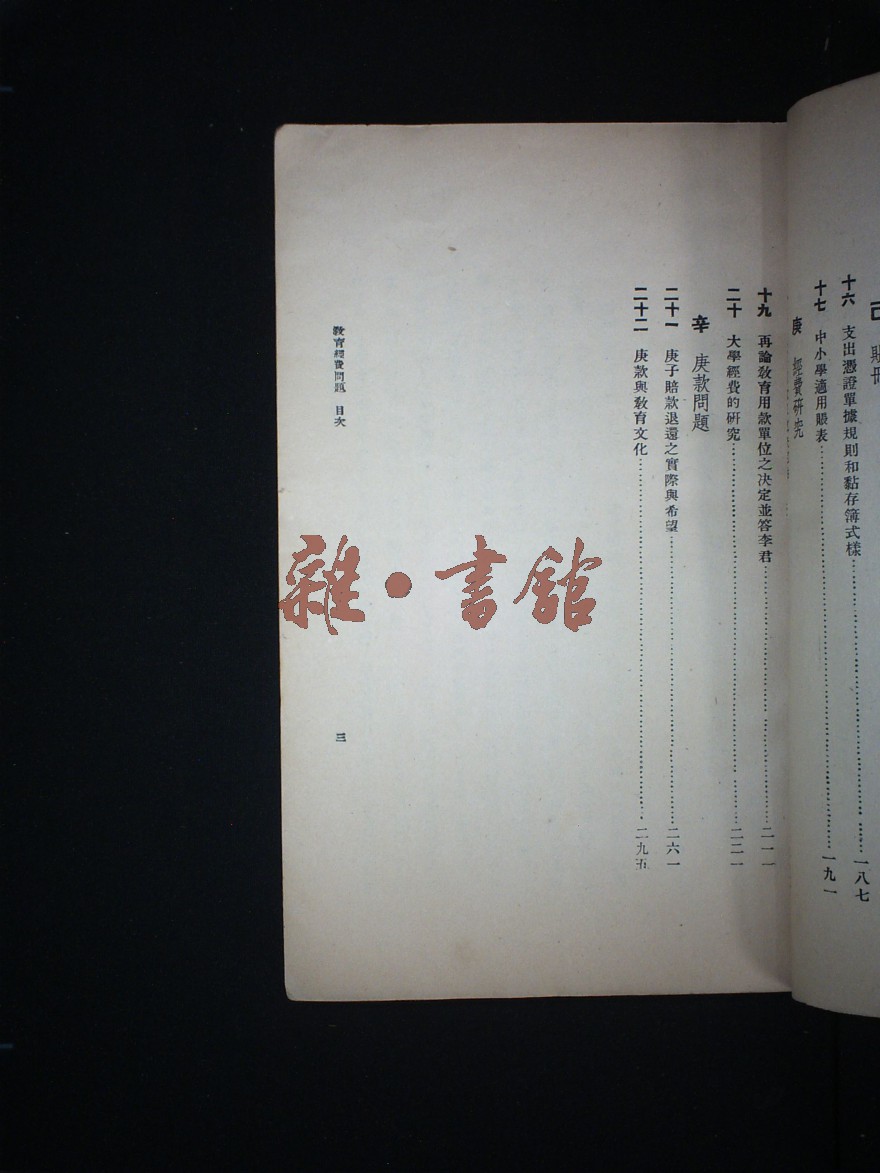 己 賬冊
十六 支出憑證單據規則和黏存簿式樣……一八七
十七 中小學適用賬表……一九一
庚 經費研究
十九 再論教育用款單位之決定並答李君……二一一
二十 大學經費的研究……二二一
辛 庚款問題
二十一 庚子賠款退還之實際與希望……二六一
二十二 庚款與教育文化……二九五
教育經費問題 目次
三
雜·書館